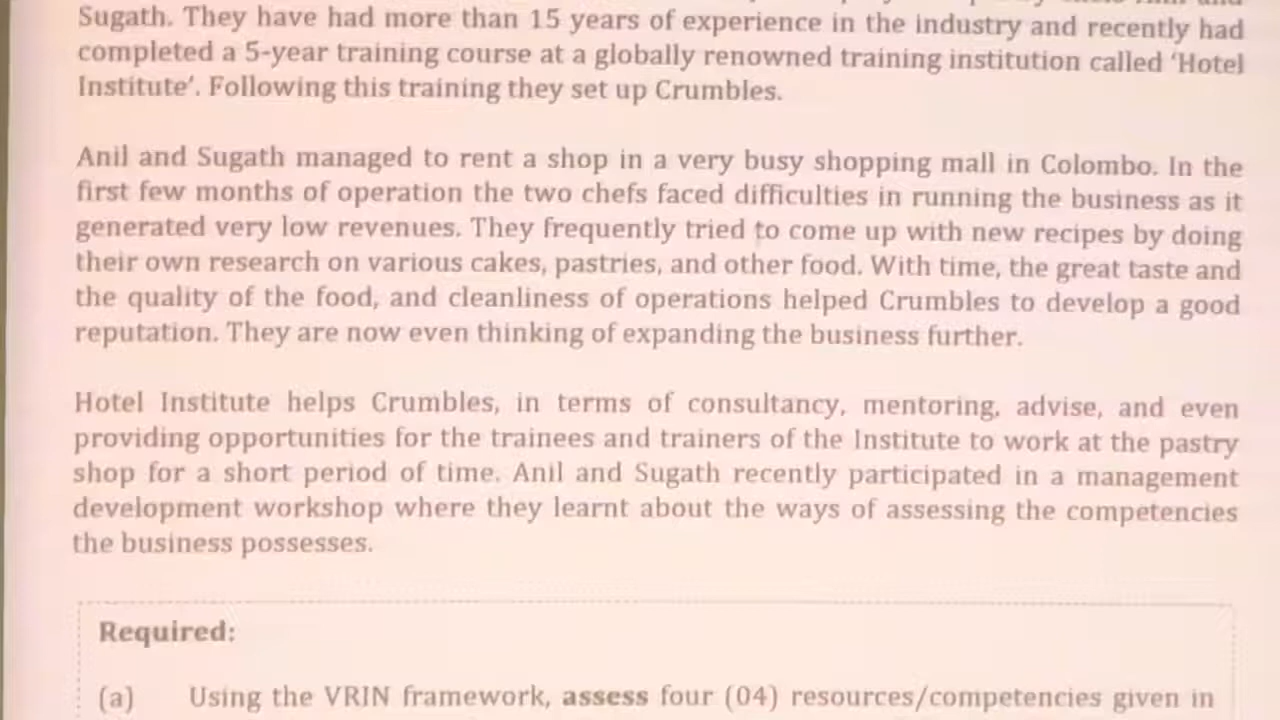 Sugath. They have had more than 15 years of experience in the industry and recently had
completed a 5-year training course at a globally renowned training institution called ‘Hotel
Institute’. Following this training they set up Crumbles.
Anil and Sugath managed to rent a shop in a very busy shopping mall in Colombo. In the
first few months of operation the two chefs faced difficulties in running the business as it
generated very low revenues. They frequently tried to come up with new recipes by doing
their own research on various cakes, pastries, and other food. With time, the great taste and
the quality of the food, and cleanliness of operations helped Crumbles to develop a good
reputation. They are now even thinking of expanding the business further.
Hotel Institute helps Crumbles, in terms of consultancy, mentoring, advise, and even
providing opportunities for the trainees and trainers of the Institute to work at the pastry
shop for a short period of time. Anil and Sugath recently participated in a management
development workshop where they learnt about the ways of assessing the competencies
the business possesses.
Required:
(a) Using the VRIN framework, assess four (04) resources/competencies given in